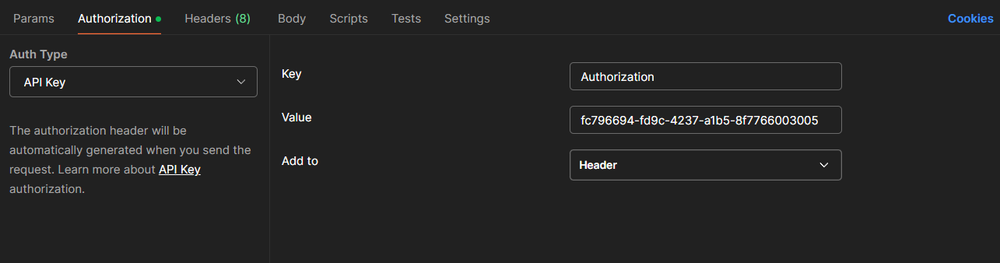 Params Authorization Headers (8) Body Scripts Tests Settings Cookies
Auth Type
API Key
The authorization header will be
automatically generated when you send the
request. Learn more about API Key
authorization.
Key Authorization
Value fc796694-fd9c-4237-a1b5-8f7766003005
Add to Header